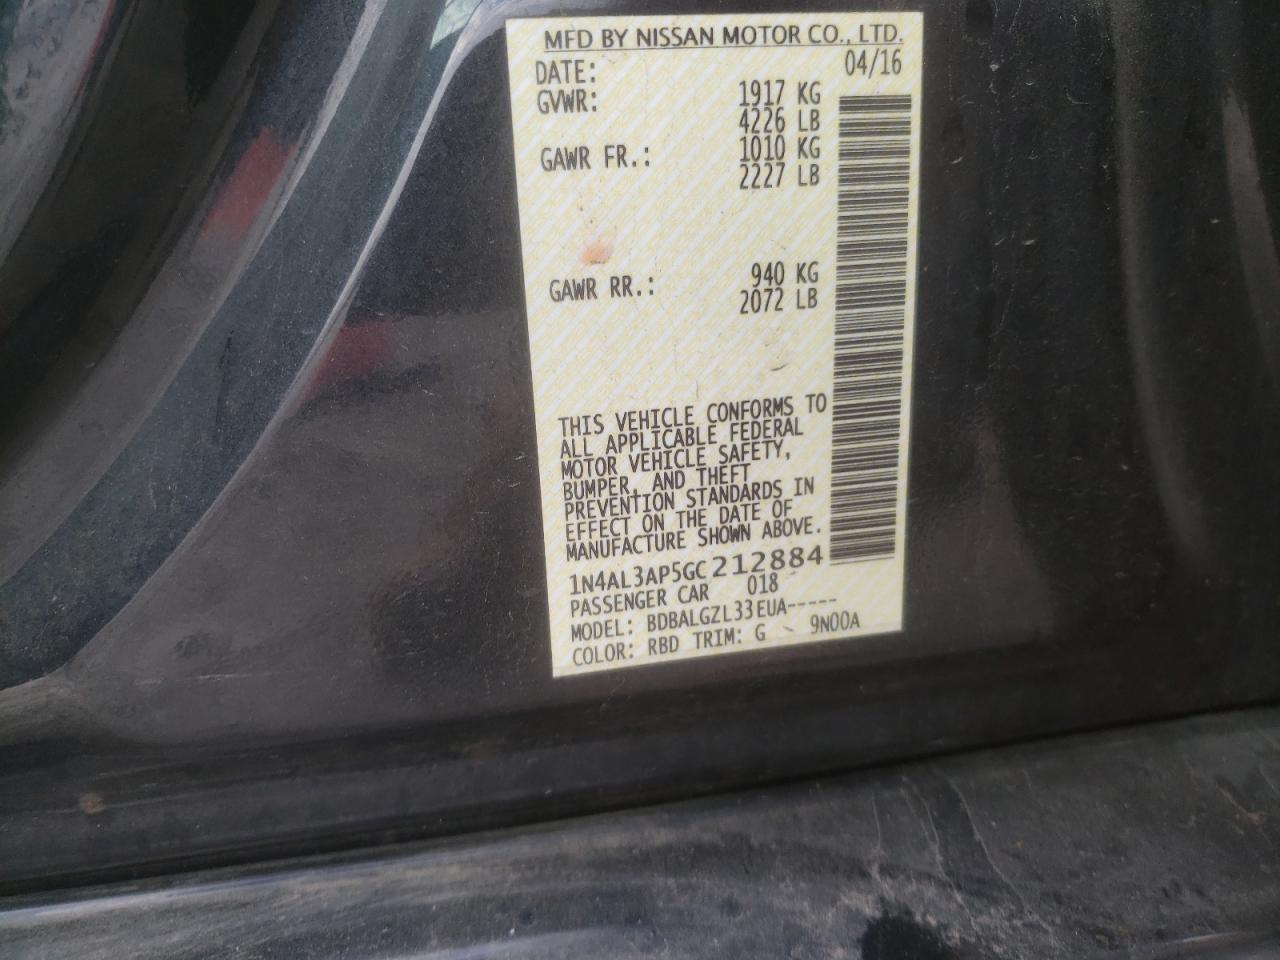 MFD BY NISSAN MOTOR CO., LTD.
DATE: 04/16
GVWR: 1917 KG
4226 LB
GAWR FR.: 1010 KG
2227 LB
GAWR RR.: 940 KG
2072 LB
THIS VEHICLE CONFORMS TO
ALL APPLICABLE FEDERAL
MOTOR VEHICLE SAFETY,
BUMPER, AND THEFT
PREVENTION STANDARDS IN
EFFECT ON THE DATE OF
MANUFACTURE SHOWN ABOVE.
1N4AL3AP5GC212884
PASSENGER CAR 018
MODEL: BDBALGZL33EUA-----
COLOR: RBD TRIM: G 9N00A